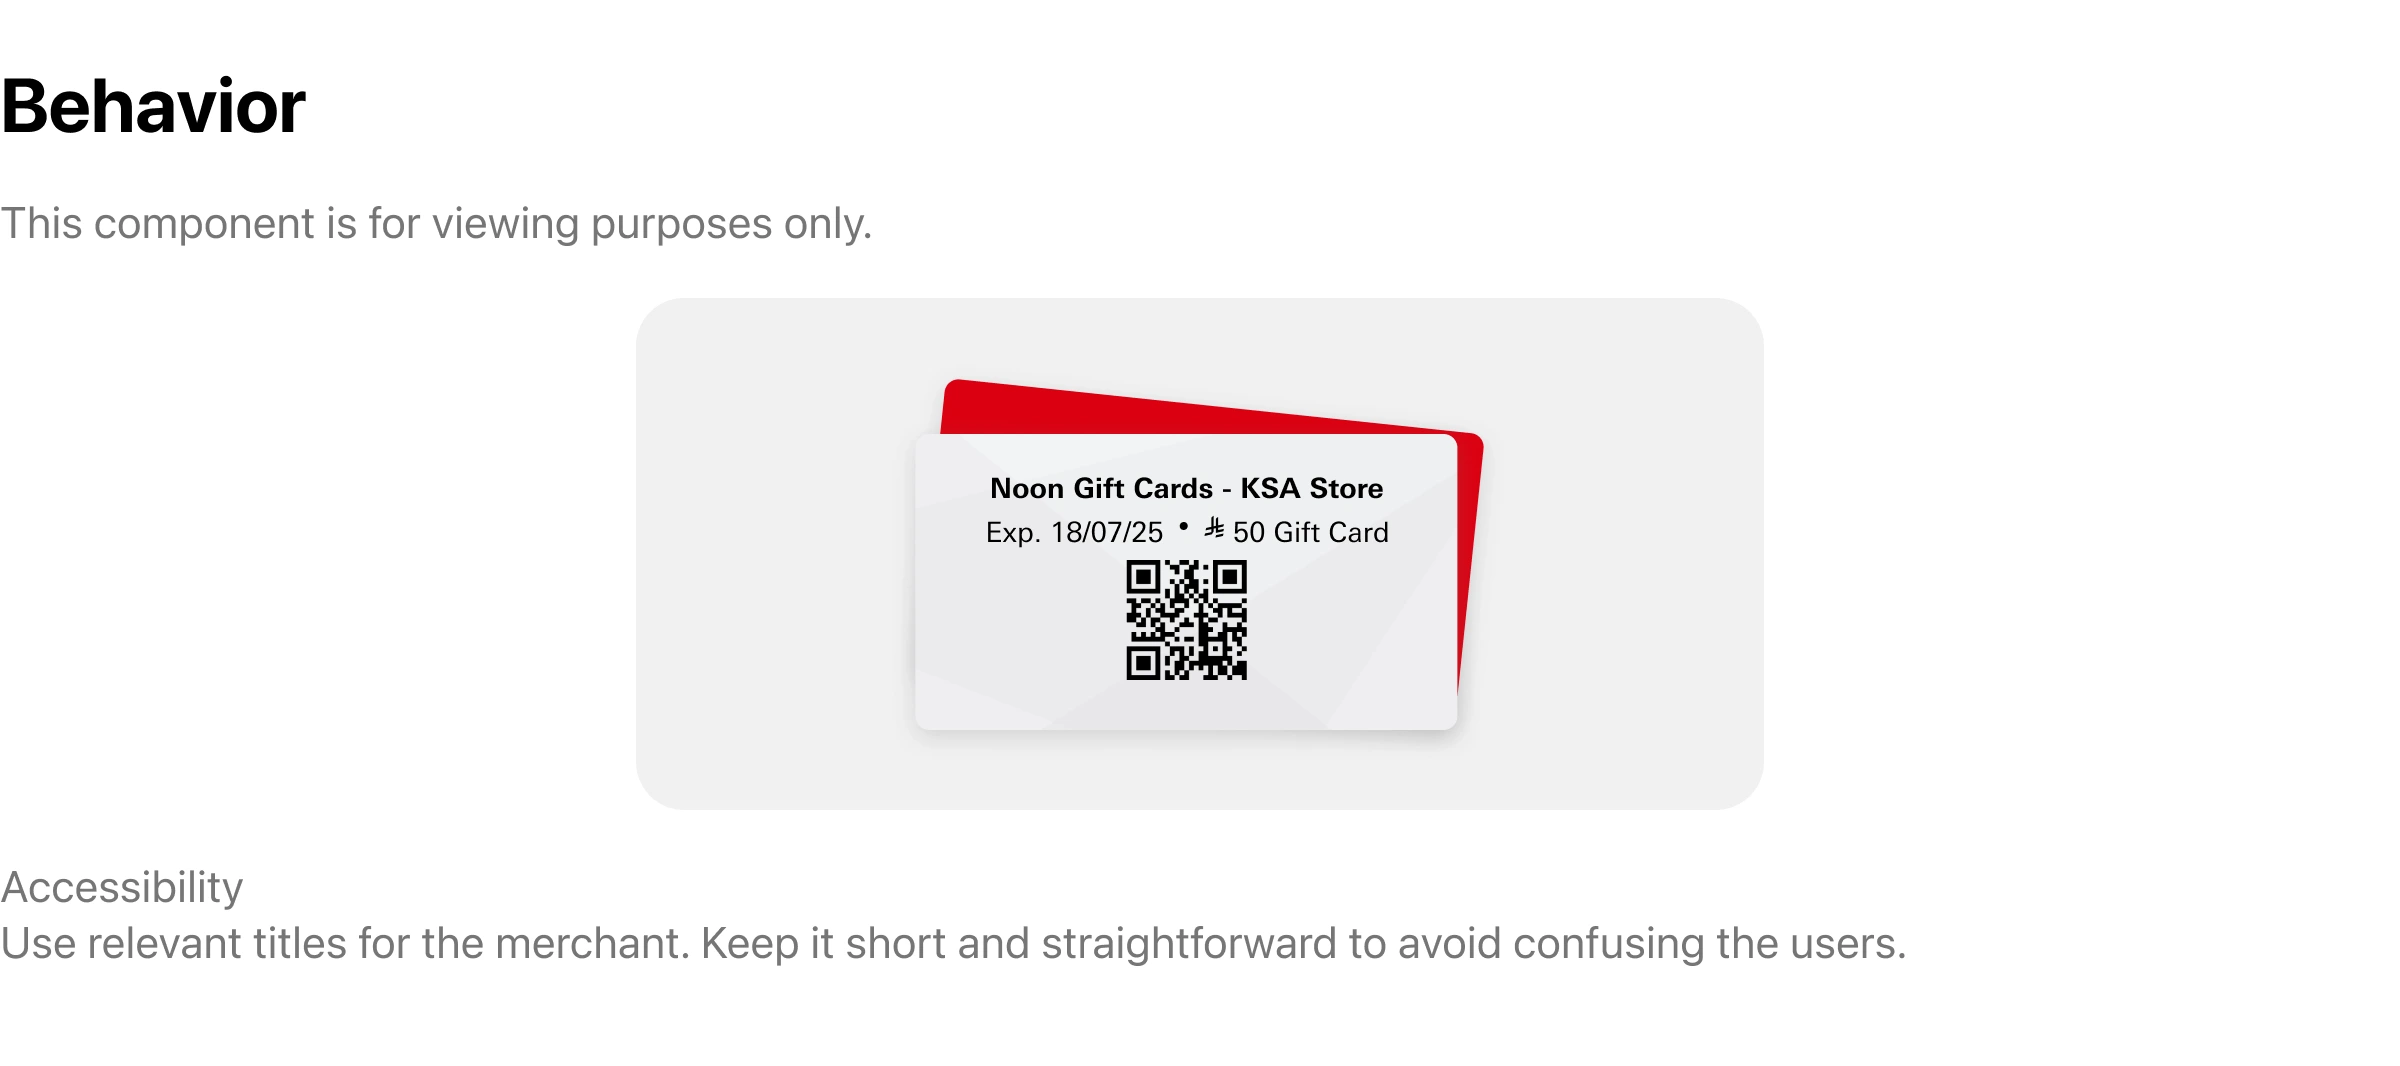 Behavior
This component is for viewing purposes only.
Noon Gift Cards - KSA Store
Exp. 18/07/25 • ⃁ 50 Gift Card
Accessibility
Use relevant titles for the merchant. Keep it short and straightforward to avoid confusing the users.